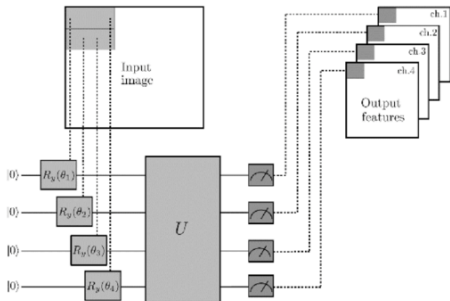 Input
image
ch.1
ch.2
ch.3
ch.4
Output
features
|0⟩ R_y(θ_1)
|0⟩ R_y(θ_2)
U
|0⟩ R_y(θ_3)
|0⟩ R_y(θ_4)